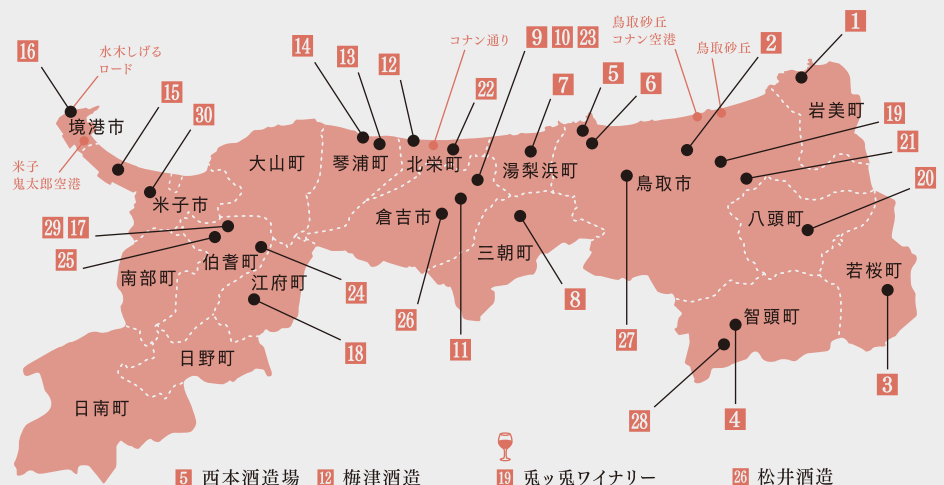 水木しげる
ロード
鳥取砂丘
コナン空港
鳥取砂丘
コナン通り
1
2
16
14
13
12
9 10 23
5
6
7
22
15
30
19
21
20
境港市
米子
鬼太郎空港
大山町
琴浦町
北栄町
湯梨浜町
鳥取市
岩美町
米子市
倉吉市
三朝町
八頭町
29 17
25
伯耆町
南部町
江府町
24
26
11
8
27
若桜町
智頭町
18
日野町
日南町
28
4
3
5 西本酒造場
12 梅津酒造
19 兎ッ兎ワイナリー
26 松井酒造